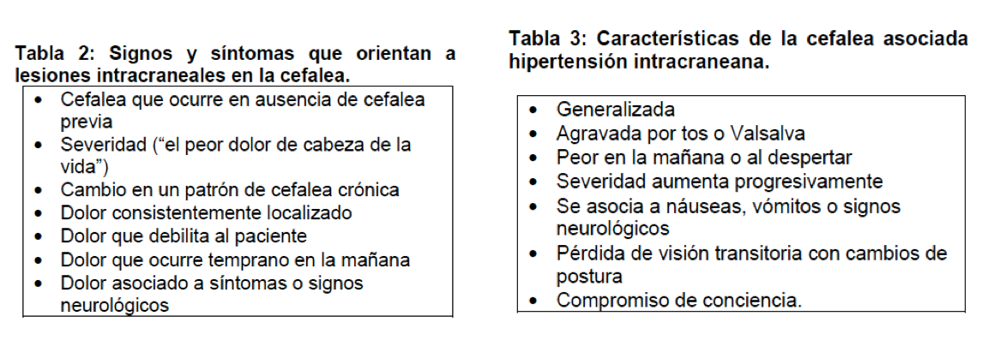 Tabla 2: Signos y síntomas que orientan a
lesiones intracraneales en la cefalea.
• Cefalea que ocurre en ausencia de cefalea
previa
• Severidad (“el peor dolor de cabeza de la
vida”)
• Cambio en un patrón de cefalea crónica
• Dolor consistentemente localizado
• Dolor que debilita al paciente
• Dolor que ocurre temprano en la mañana
• Dolor asociado a síntomas o signos
neurológicos
Tabla 3: Características de la cefalea asociada
hipertensión intracraneana.
• Generalizada
• Agravada por tos o Valsalva
• Peor en la mañana o al despertar
• Severidad aumenta progresivamente
• Se asocia a náuseas, vómitos o signos
neurológicos
• Pérdida de visión transitoria con cambios de
postura
• Compromiso de conciencia.